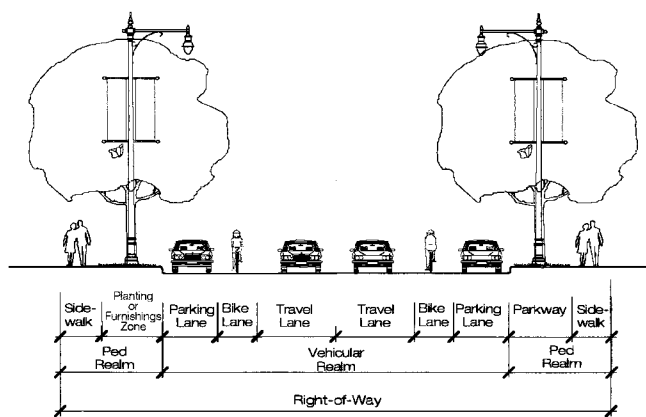 Side-
walk
Planting
or
Furnishings
Zone
Parking
Lane
Bike
Lane
Travel
Lane
Travel
Lane
Bike
Lane
Parking
Lane
Parkway
Side-
walk
Ped
Realm
Vehicular
Realm
Ped
Realm
Right-of-Way